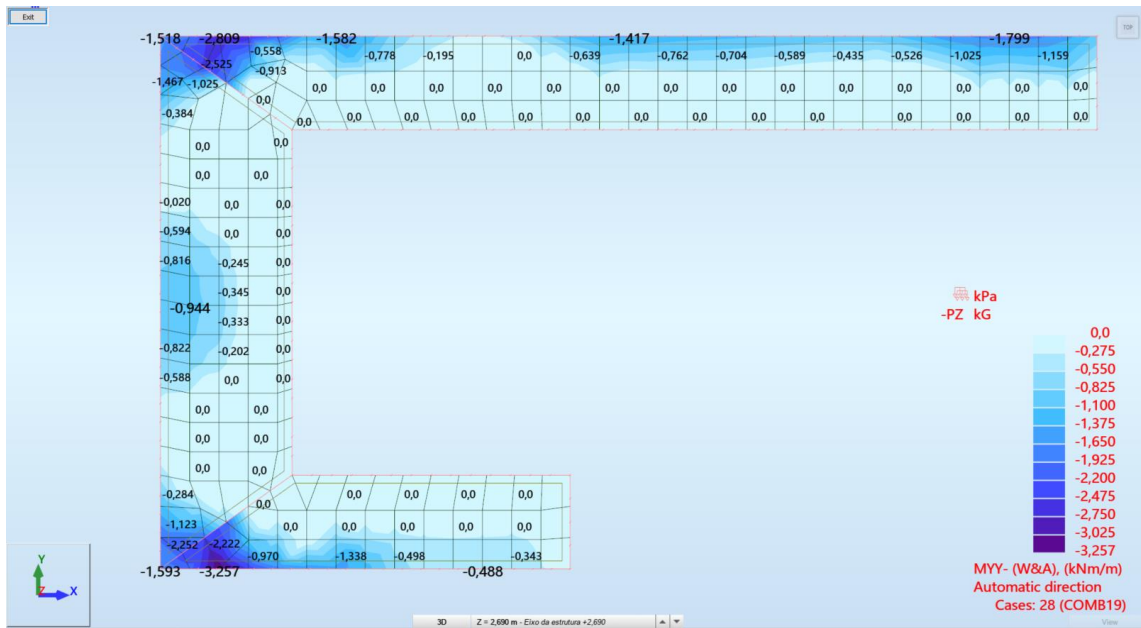 Exit
TOP
-1,518 -2,809 -1,582 -1,417 -1,799
-0,558 -0,778 -0,195 0,0 -0,639 -0,762 -0,704 -0,589 -0,435 -0,526 -1,025 -1,159
-2,525 -0,913
-1,467 -1,025 0,0 0,0 0,0 0,0 0,0 0,0 0,0 0,0 0,0 0,0 0,0 0,0 0,0 0,0
0,0
-0,384 0,0 0,0 0,0 0,0 0,0 0,0 0,0 0,0 0,0 0,0 0,0 0,0 0,0 0,0
0,0
0,0 0,0
0,0 0,0
-0,020 0,0 0,0
-0,594 0,0 0,0
-0,816 -0,245 0,0
-0,345 0,0
-0,944
-0,333 0,0
-0,822 -0,202 0,0
-0,588 0,0 0,0
0,0 0,0
0,0 0,0
0,0 0,0
-0,284 0,0 0,0 0,0 0,0
0,0
-1,123 0,0 0,0 0,0 0,0 0,0
-2,252 -2,222
-0,970 -1,338 -0,498 -0,343
-1,593 -3,257 -0,488
kPa
-PZ kG
0,0
-0,275
-0,550
-0,825
-1,100
-1,375
-1,650
-1,925
-2,200
-2,475
-2,750
-3,025
-3,257
MYY- (W&A), (kNm/m)
Automatic direction
Cases: 28 (COMB19)
Y
Z X
3D Z = 2,690 m - Eixo da estrutura +2,690
View